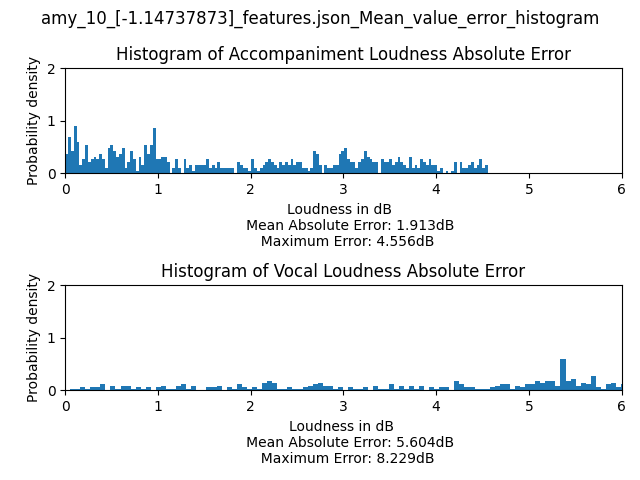 amy_10_[-1.14737873]_features.json_Mean_value_error_histogram
Histogram of Accompaniment Loudness Absolute Error
Probability density
2
1
0
0 1 2 3 4 5 6
Loudness in dB
Mean Absolute Error: 1.913dB
Maximum Error: 4.556dB
Histogram of Vocal Loudness Absolute Error
Probability density
2
1
0
0 1 2 3 4 5 6
Loudness in dB
Mean Absolute Error: 5.604dB
Maximum Error: 8.229dB